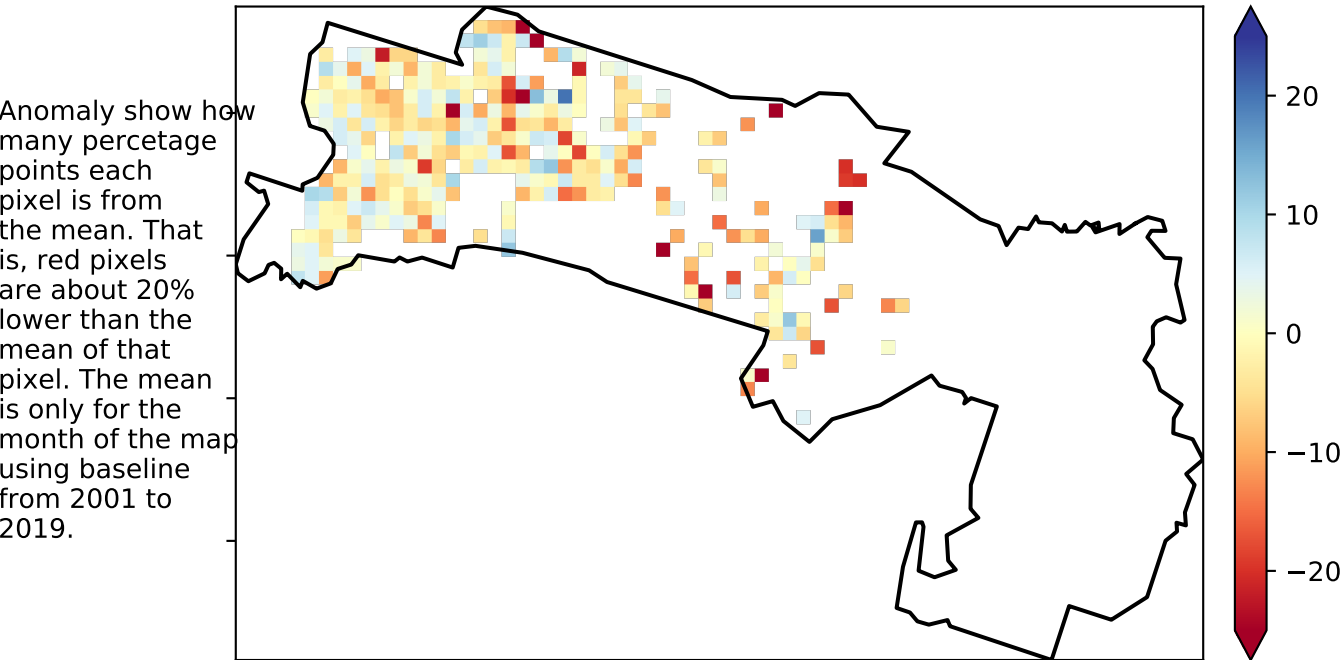 Anomaly show how
many percetage
points each
pixel is from
the mean. That
is, red pixels
are about 20%
lower than the
mean of that
pixel. The mean
is only for the
month of the map
using baseline
from 2001 to
2019.
20
10
0
−10
−20